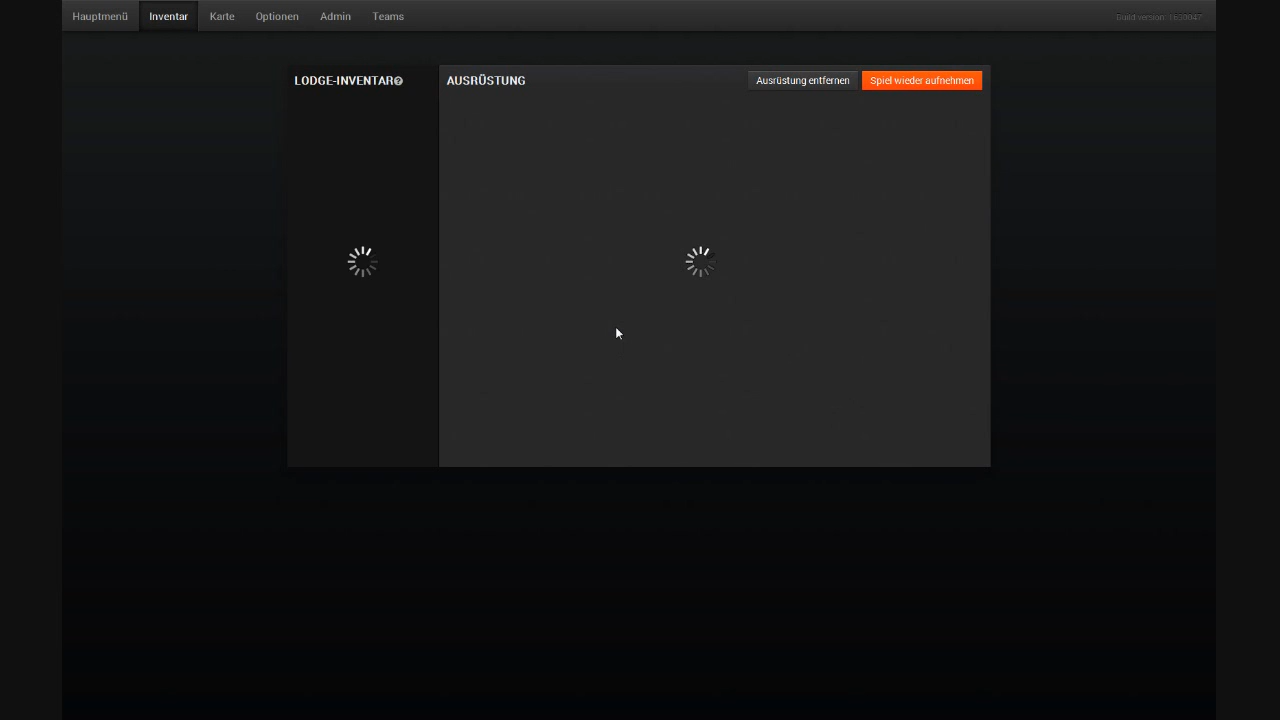 Hauptmenü Inventar Karte Optionen Admin Teams
LODGE-INVENTAR
AUSRÜSTUNG Ausrüstung entfernen Spiel wieder aufnehmen